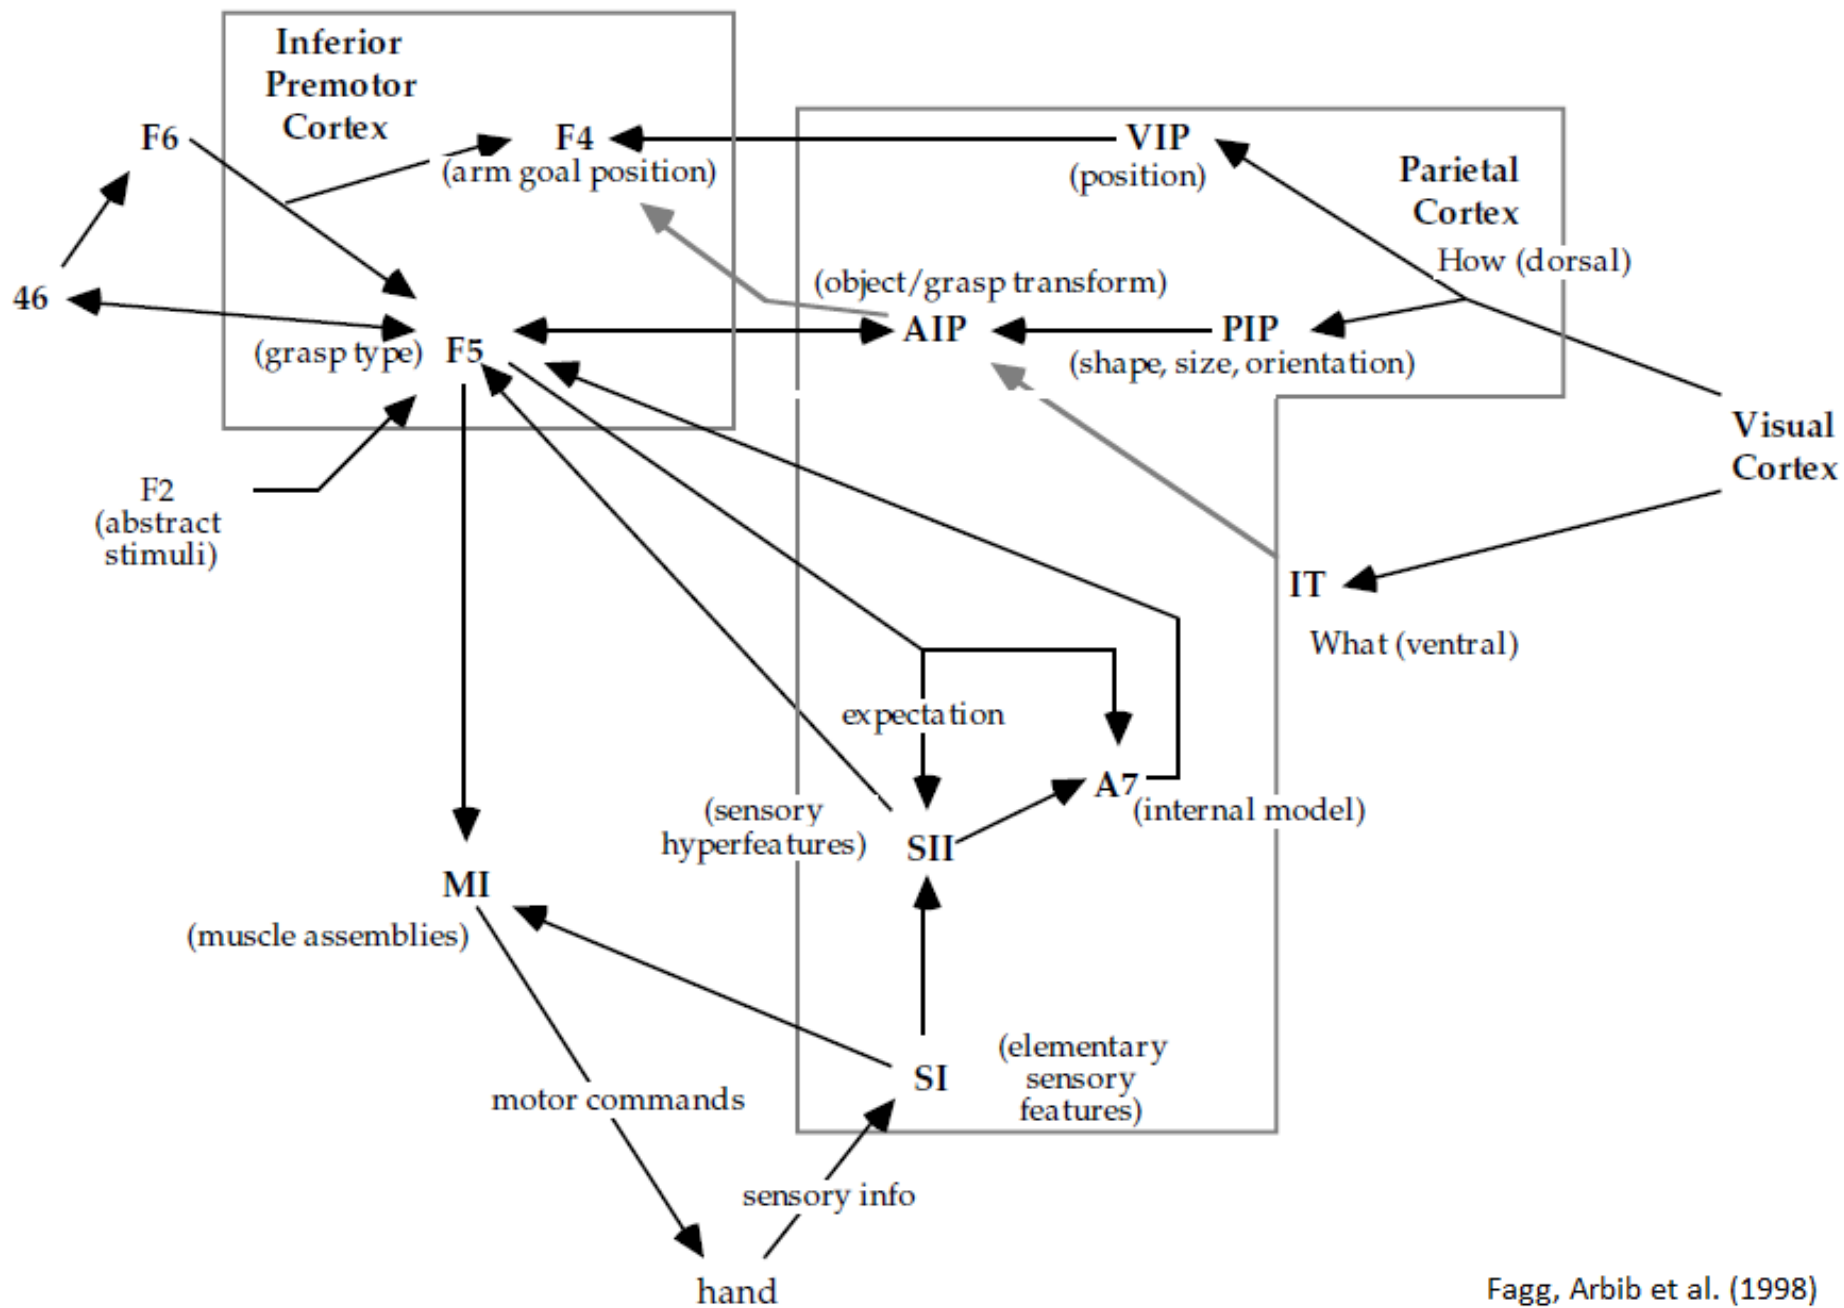 Inferior
Premotor
Cortex
F6
F4
(arm goal position)
VIP
(position)
Parietal
Cortex
How (dorsal)
46
(object/grasp transform)
AIP
PIP
(shape, size, orientation)
(grasp type)
F5
Visual
Cortex
F2
(abstract
stimuli)
IT
What (ventral)
expectation
A7
(internal model)
(sensory
hyperfeatures)
SII
MI
(muscle assemblies)
SI
(elementary
sensory
features)
motor commands
sensory info
hand
Fagg, Arbib et al. (1998)